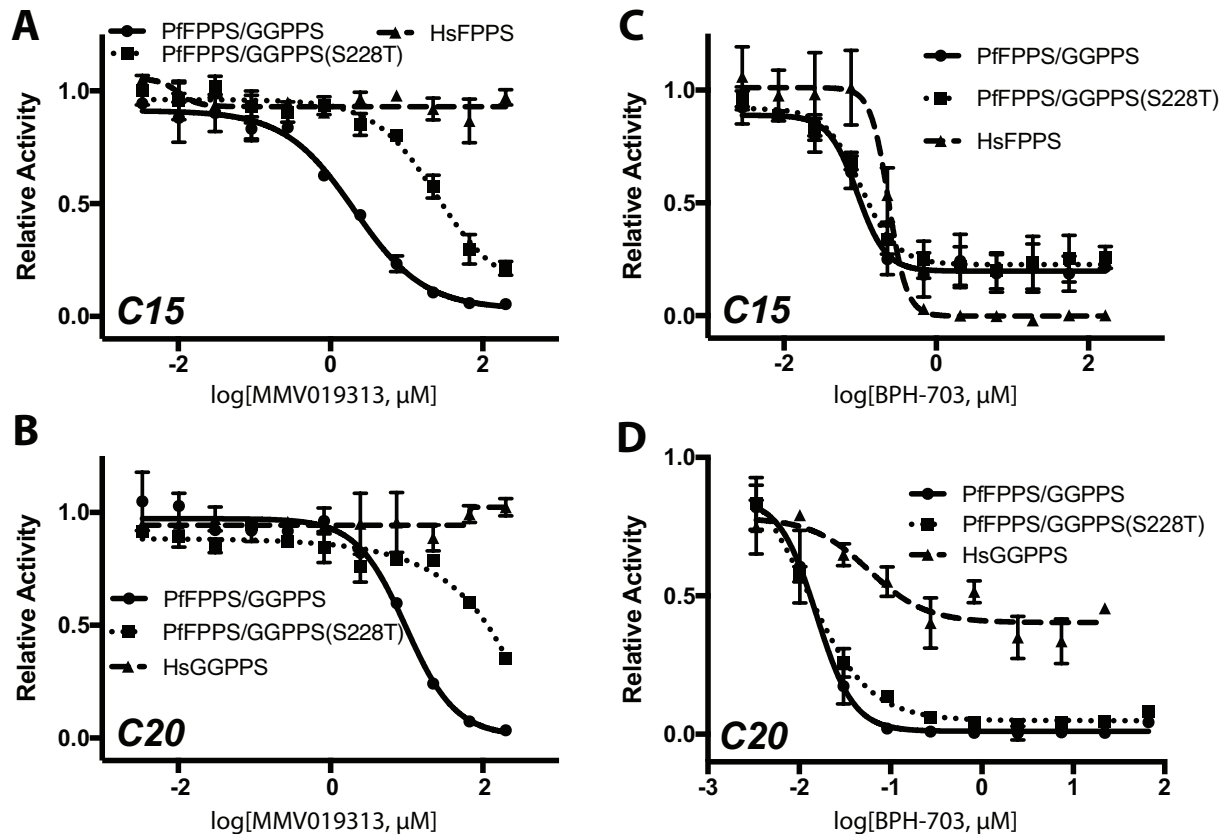 A
PfFPPS/GGPPS
HsFPPS
PfFPPS/GGPPS(S228T)
1.0
0.5
0.0
Relative Activity
C15
-2
0
2
log[MMV019313, µM]
B
1.0
0.5
0.0
Relative Activity
PfFPPS/GGPPS
PfFPPS/GGPPS(S228T)
HsGGPPS
C20
-2
0
2
log[MMV019313, µM]
C
PfFPPS/GGPPS
PfFPPS/GGPPS(S228T)
HsFPPS
1.0
0.5
0.0
Relative Activity
C15
-2
0
2
log[BPH-703, µM]
D
1.0
0.5
0.0
Relative Activity
PfFPPS/GGPPS
PfFPPS/GGPPS(S228T)
HsGGPPS
C20
-3
-2
-1
0
1
2
log[BPH-703, µM]